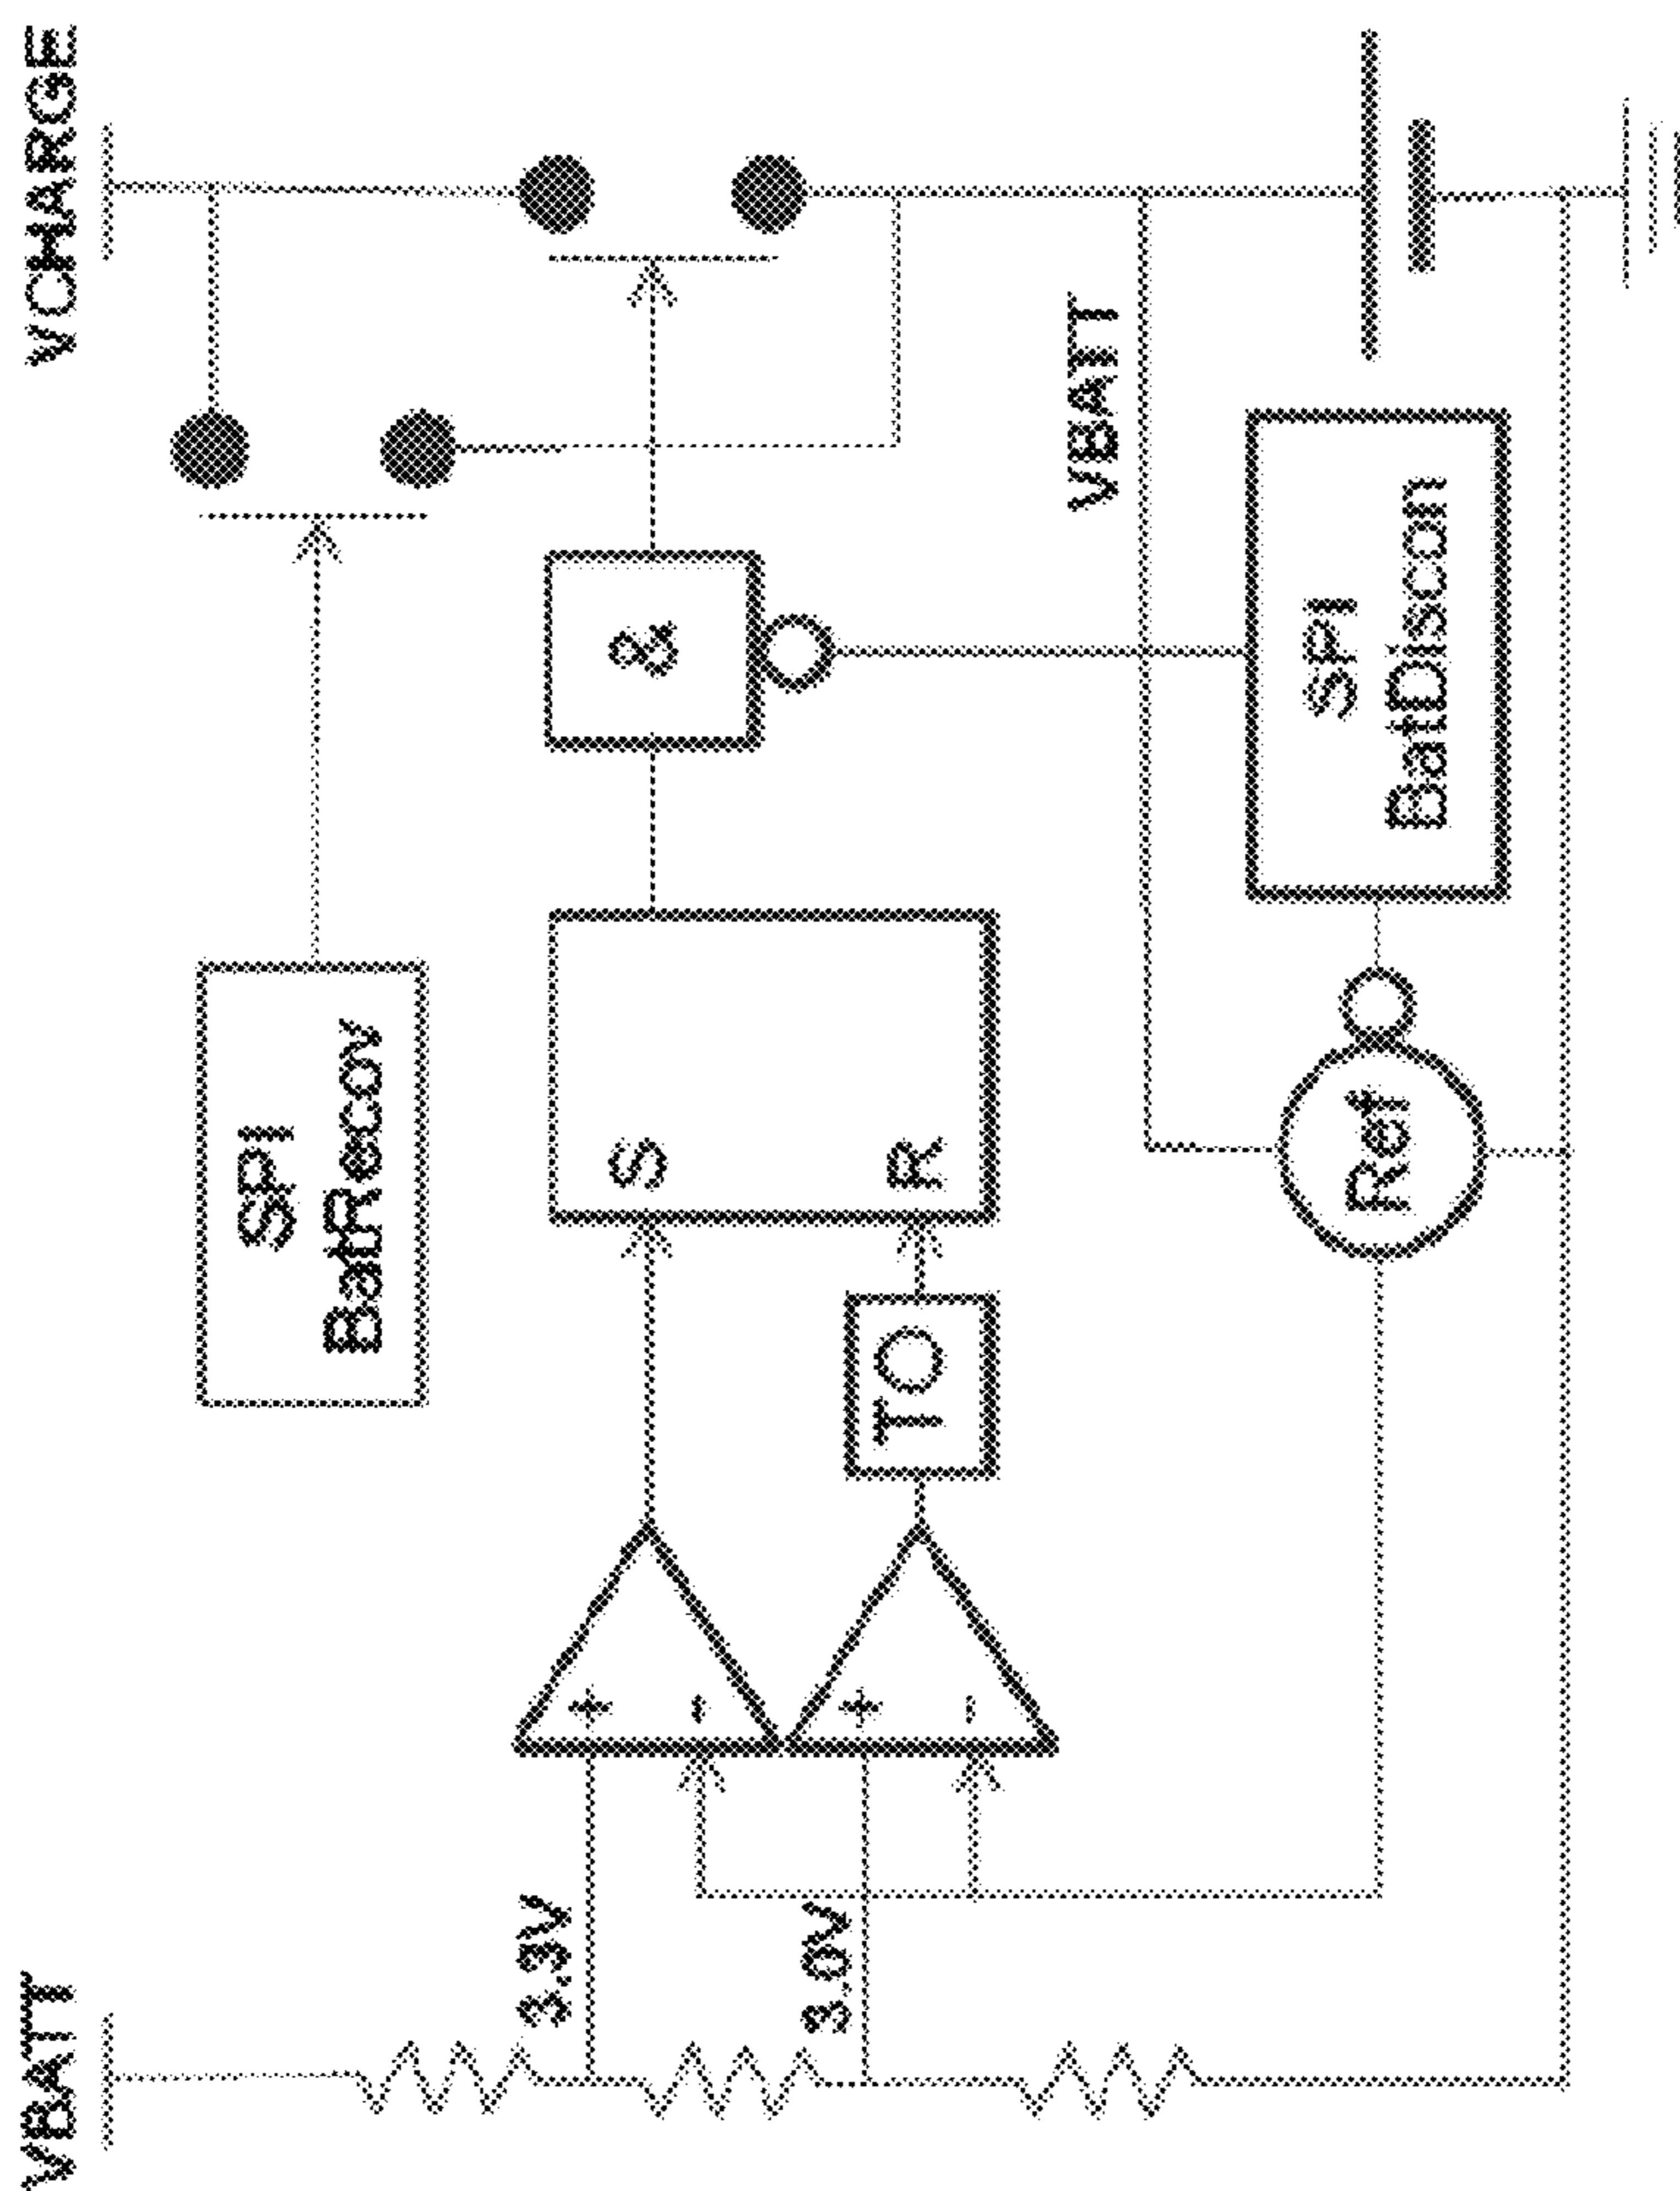 VCHARGE
SPI
BatRecov
&
VBATT
SPI
BatDiscon
S
R
TO
Ref
+
-
+
-
3.3V
3.0V
VBATT